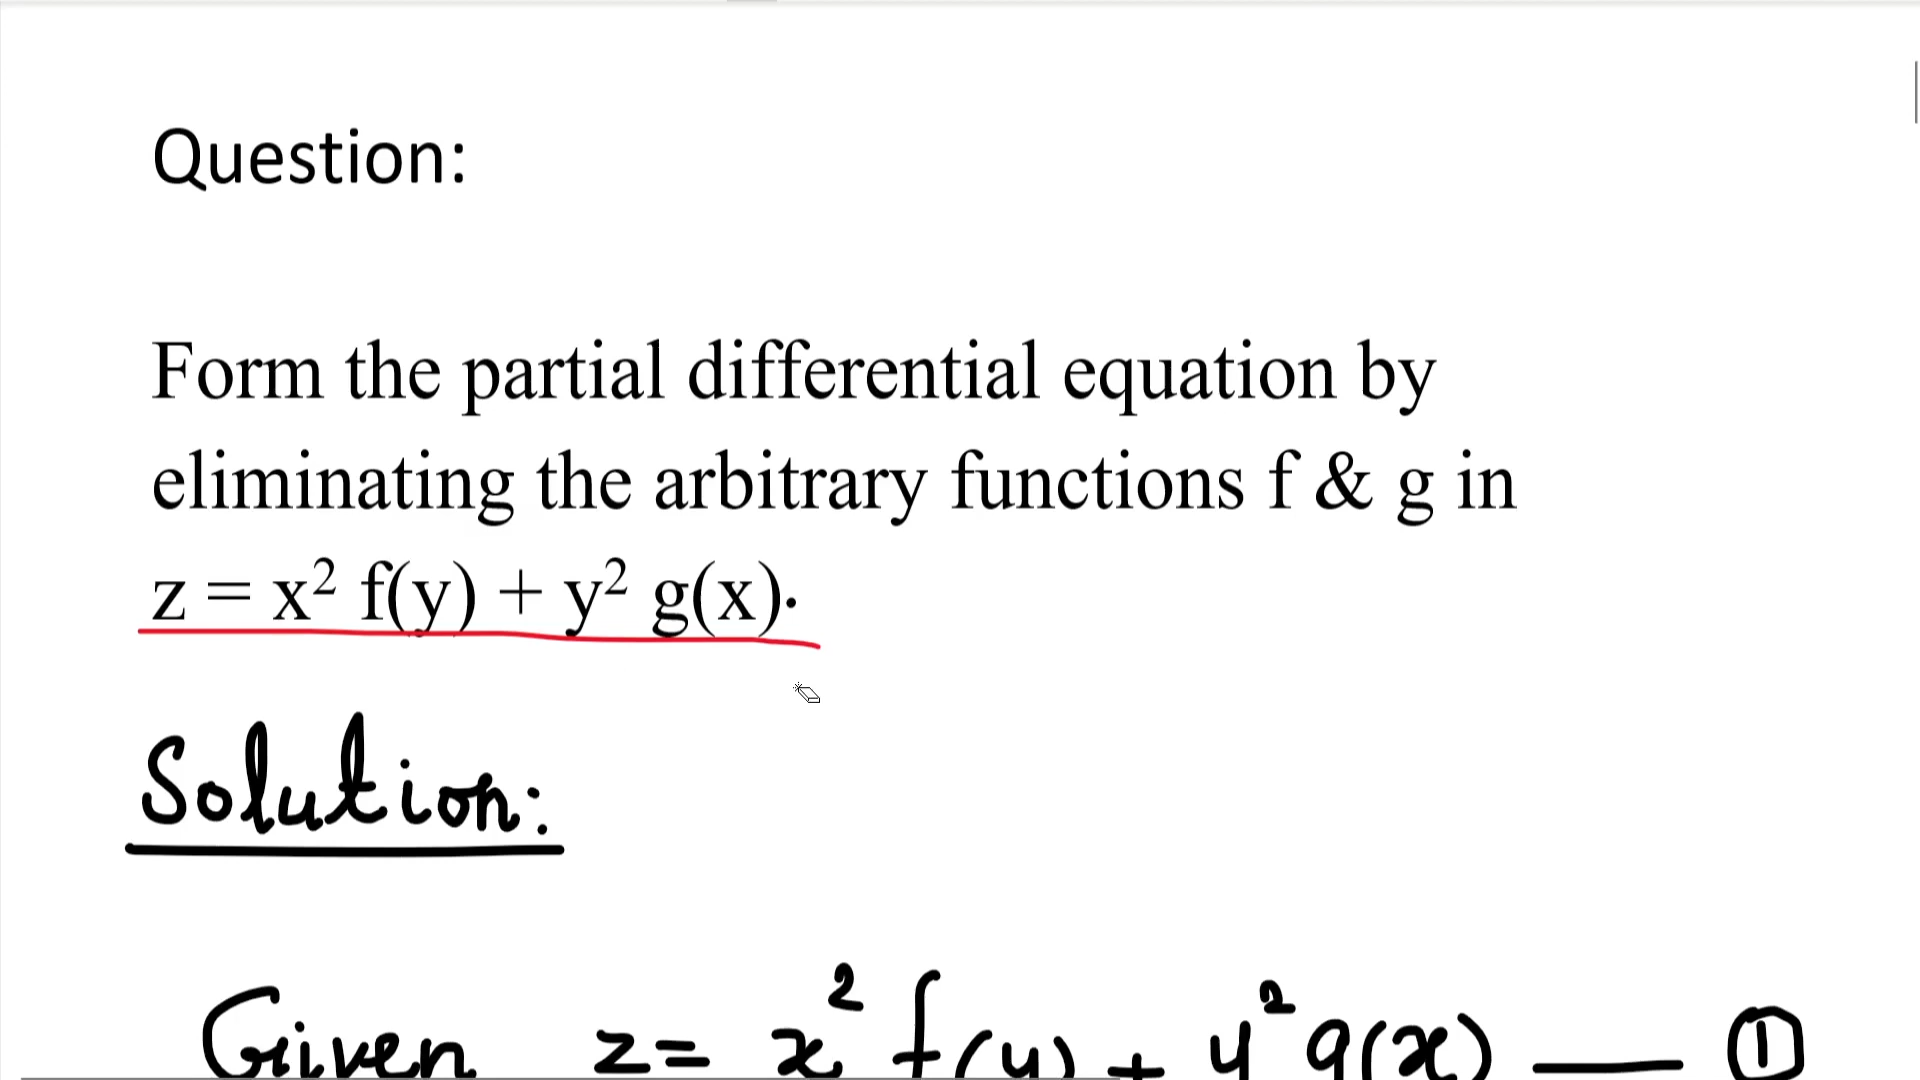 Question:
Form the partial differential equation by
eliminating the arbitrary functions f & g in
z = x² f(y) + y² g(x).
Solution:
Given z = x² f(y) + y² g(x) — ①